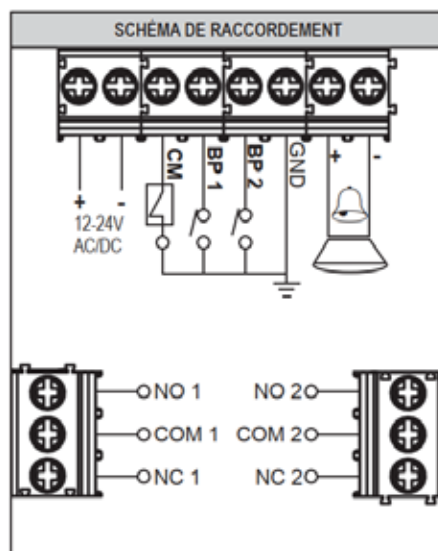 SCHÉMA DE RACCORDEMENT
CM
BP 1
BP 2
GND
+ -
+ -
12-24V
AC/DC
NO 1
COM 1
NC 1
NO 2
COM 2
NC 2